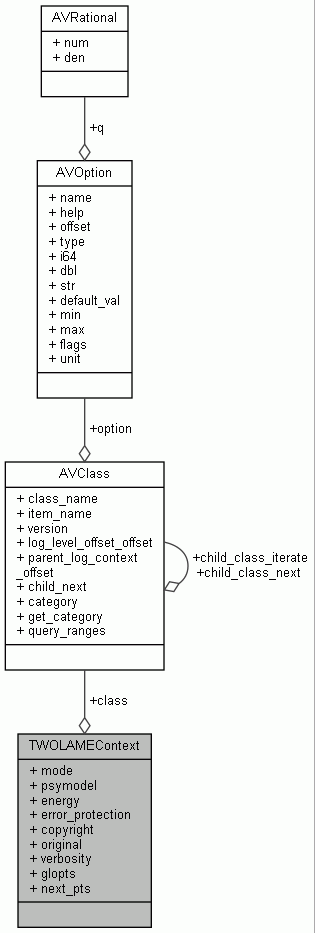 AVRational
+ num
+ den
+q
AVOption
+ name
+ help
+ offset
+ type
+ i64
+ dbl
+ str
+ default_val
+ min
+ max
+ flags
+ unit
+option
AVClass
+ class_name
+ item_name
+ version
+ log_level_offset_offset
+ parent_log_context
_offset
+ child_next
+ category
+ get_category
+ query_ranges
+child_class_iterate
+child_class_next
+class
TWOLAMEContext
+ mode
+ psymodel
+ energy
+ error_protection
+ copyright
+ original
+ verbosity
+ glopts
+ next_pts